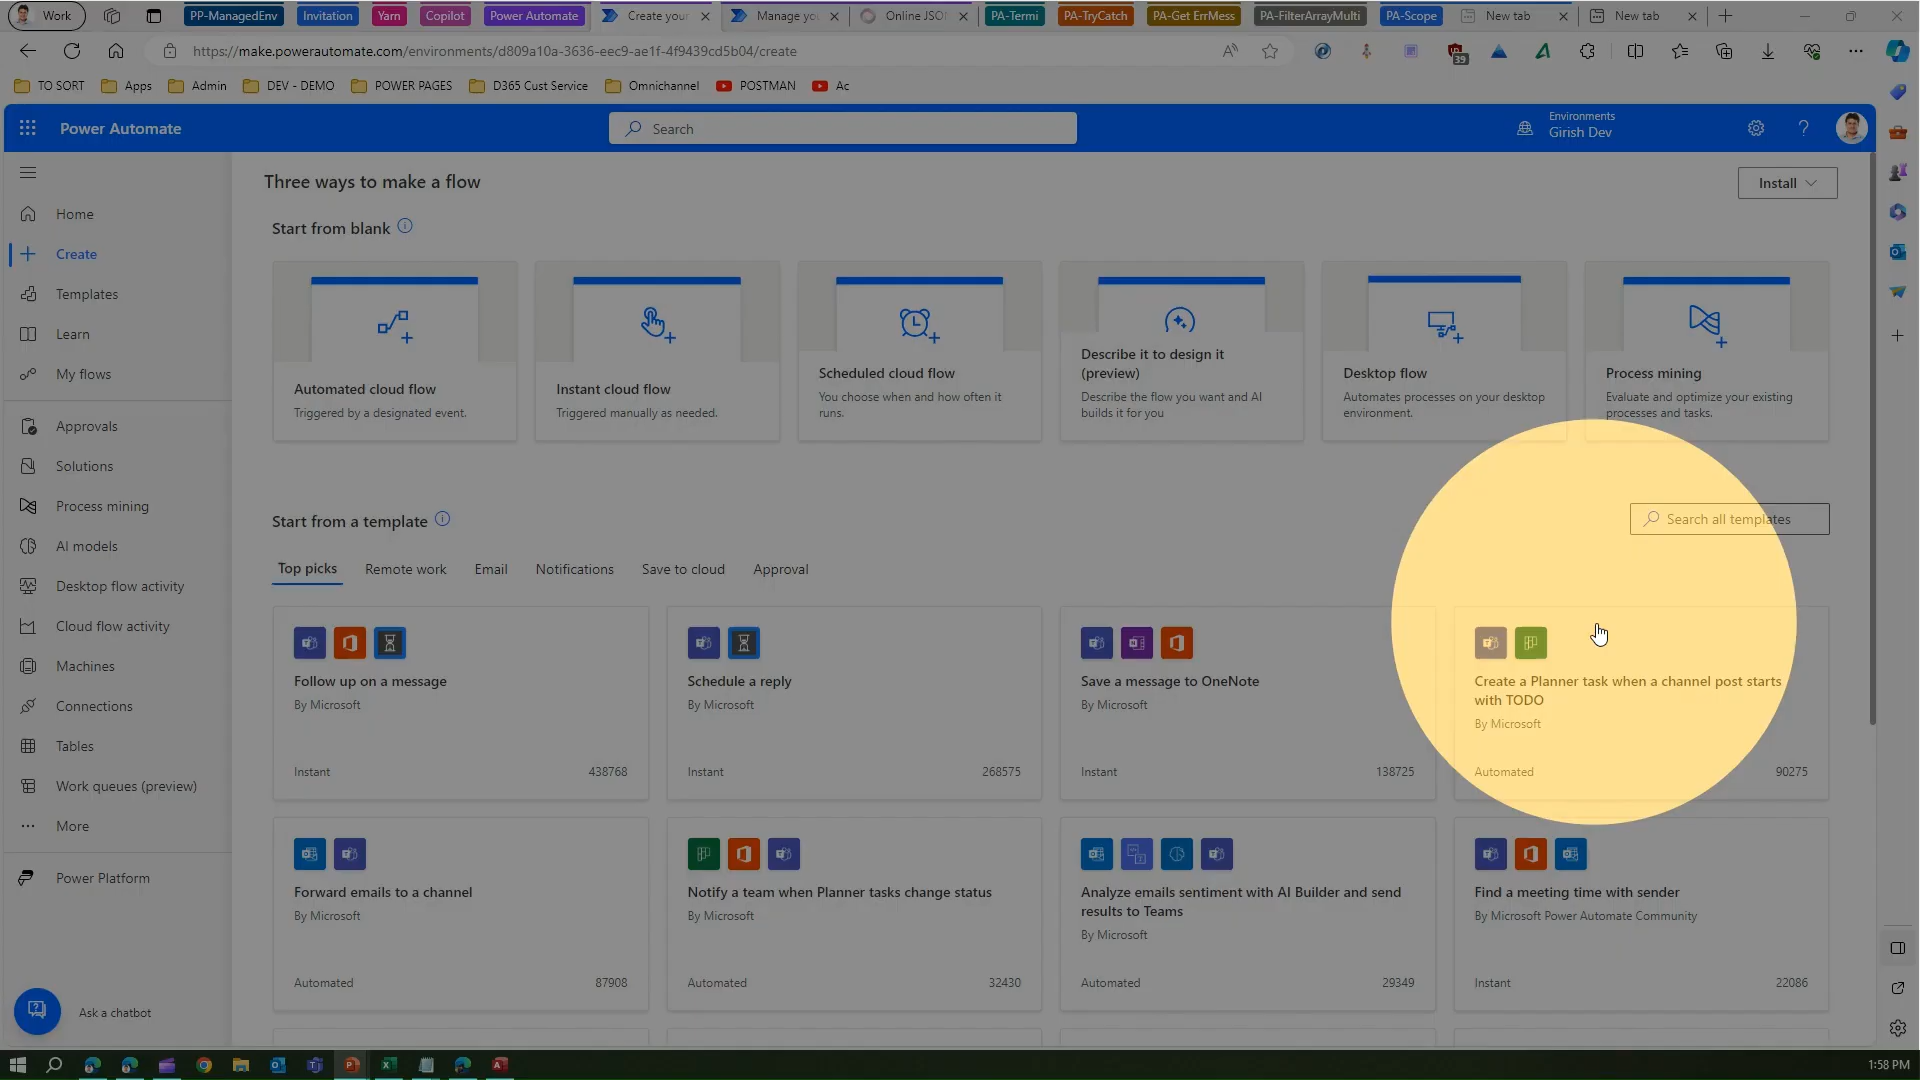 Work
PP-ManagedEnv
Invitation
Yarn
Copilot
Power Automate
Create your
Manage you
Online JSO
PA-Termi
PA-TryCatch
PA-Get ErrMess
PA-FilterArrayMulti
PA-Scope
New tab
New tab
https://make.powerautomate.com/environments/d809a10a-3636-eec9-ae1f-4f9439cd5b04/create
39
TO SORT
Apps
Admin
DEV - DEMO
POWER PAGES
D365 Cust Service
Omnichannel
POSTMAN
Ac
Power Automate
Search
Environments
Girish Dev
Three ways to make a flow
Install
Home
Create
Templates
Learn
My flows
Approvals
Solutions
Process mining
AI models
Desktop flow activity
Cloud flow activity
Machines
Connections
Tables
Work queues (preview)
More
Power Platform
Ask a chatbot
Start from blank
Automated cloud flow
Triggered by a designated event.
Instant cloud flow
Triggered manually as needed.
Scheduled cloud flow
You choose when and how often it
runs.
Describe it to design it
(preview)
Describe the flow you want and AI
builds it for you
Desktop flow
Automates processes on your desktop
environment.
Process mining
Evaluate and optimize your existing
processes and tasks.
Start from a template
Search all templates
Top picks
Remote work
Email
Notifications
Save to cloud
Approval
Follow up on a message
By Microsoft
Instant
438768
Schedule a reply
By Microsoft
Instant
268575
Save a message to OneNote
By Microsoft
Instant
138725
Create a Planner task when a channel post starts
with TODO
By Microsoft
Automated
90275
Forward emails to a channel
By Microsoft
Automated
87908
Notify a team when Planner tasks change status
By Microsoft
Automated
32430
Analyze emails sentiment with AI Builder and send
results to Teams
By Microsoft
Automated
29349
Find a meeting time with sender
By Microsoft Power Automate Community
Instant
22086
1:58 PM